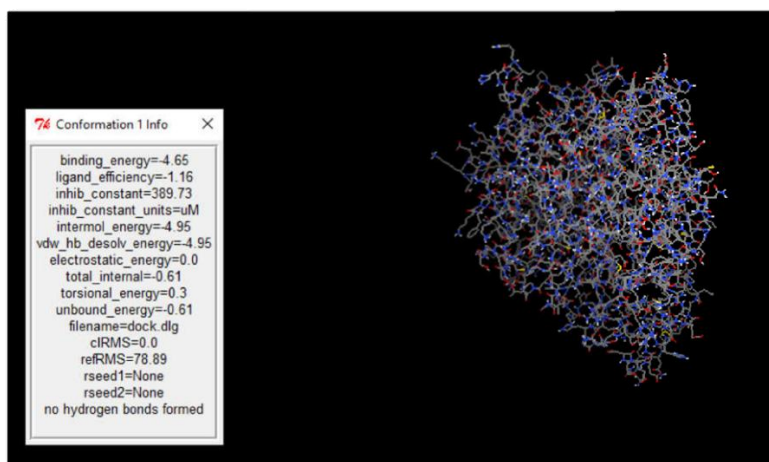 Conformation 1 Info
binding_energy=-4.65
ligand_efficiency=-1.16
inhib_constant=389.73
inhib_constant_units=uM
intermol_energy=-4.95
vdw_hb_desolv_energy=-4.95
electrostatic_energy=0.0
total_internal=-0.61
torsional_energy=0.3
unbound_energy=-0.61
filename=dock.dlg
clRMS=0.0
refRMS=78.89
rseed1=None
rseed2=None
no hydrogen bonds formed